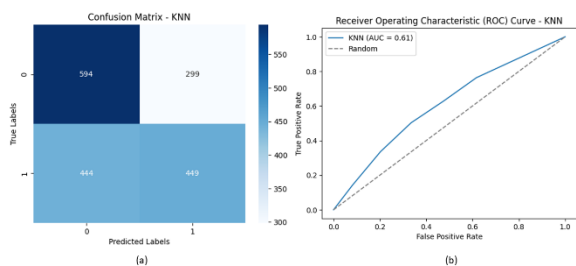 Confusion Matrix - KNN
True Labels
0
1
594
299
444
449
0
1
Predicted Labels
550
500
450
400
350
300
(a)
Receiver Operating Characteristic (ROC) Curve - KNN
KNN (AUC = 0.61)
Random
True Positive Rate
1.0
0.8
0.6
0.4
0.2
0.0
0.0
0.2
0.4
0.6
0.8
1.0
False Positive Rate
(b)